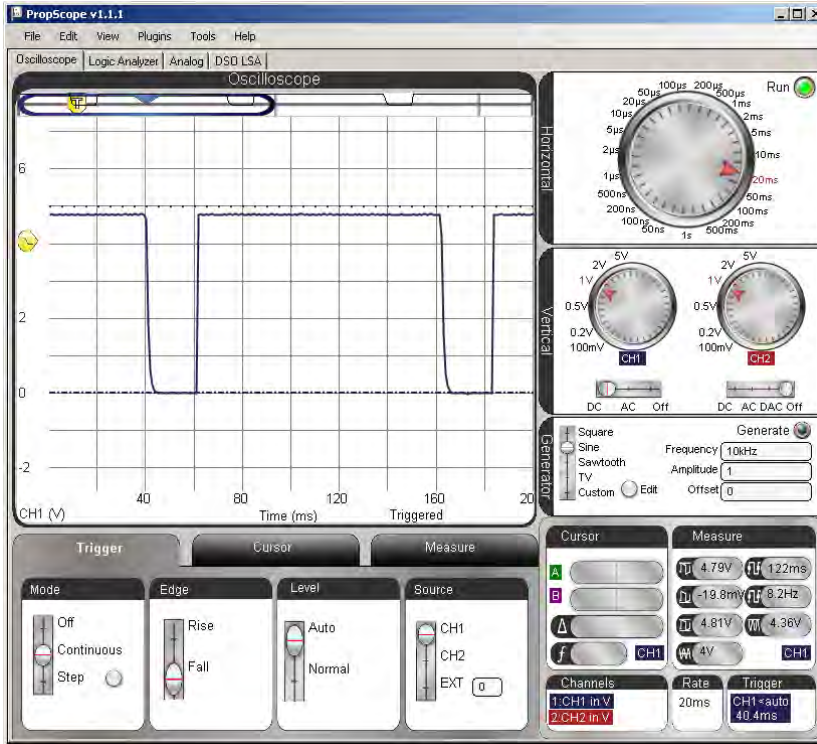 PropScope v1.1.1
File Edit View Plugins Tools Help
Oscilloscope Logic Analyzer Analog DSO LSA
Oscilloscope
T
6
2
0
-2
40 80 120 160 20
CH1 (V) Time (ms) Triggered
Horizontal
Run
50ns 100ns 200ns 500ns 1µs 2µs 5µs 10µs 20µs 50µs 100µs 200µs 500µs 1ms 2ms 5ms 10ms 20ms 50ms 100ms 200ms 500ms 1s
Vertical
100mV 0.2V 0.5V 1V 2V 5V
CH1
DC AC Off
100mV 0.2V 0.5V 1V 2V 5V
CH2
DC AC DAC Off
Generator
Square
Sine
Sawtooth
TV
Custom Edit
Generate
Frequency 10kHz
Amplitude 1
Offset 0
Trigger Cursor Measure
Mode
Off
Continuous
Step
Edge
Rise
Fall
Level
Auto
Normal
Source
CH1
CH2
EXT 0
Cursor
A
B
Δ
f CH1
Measure
4.79V 122ms
-19.8mV 8.2Hz
4.81V 4.36V
4V CH1
Channels
1:CH1 in V
2:CH2 in V
Rate
20ms
Trigger
CH1 <auto
40.4ms